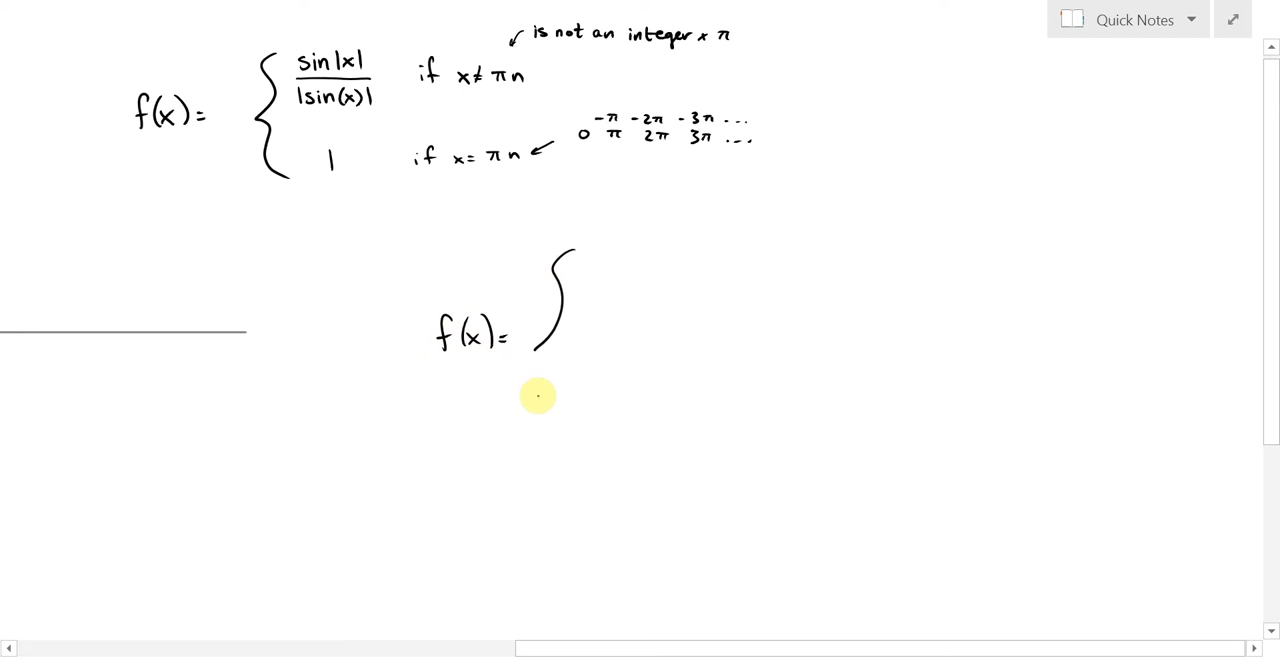 Quick Notes
is not an integer x π
f(x)= { sin|x| / |sin(x)| if x≠ πn
-π -2π -3π ...
0 π 2π 3π ...
1 if x= πn
f(x)=